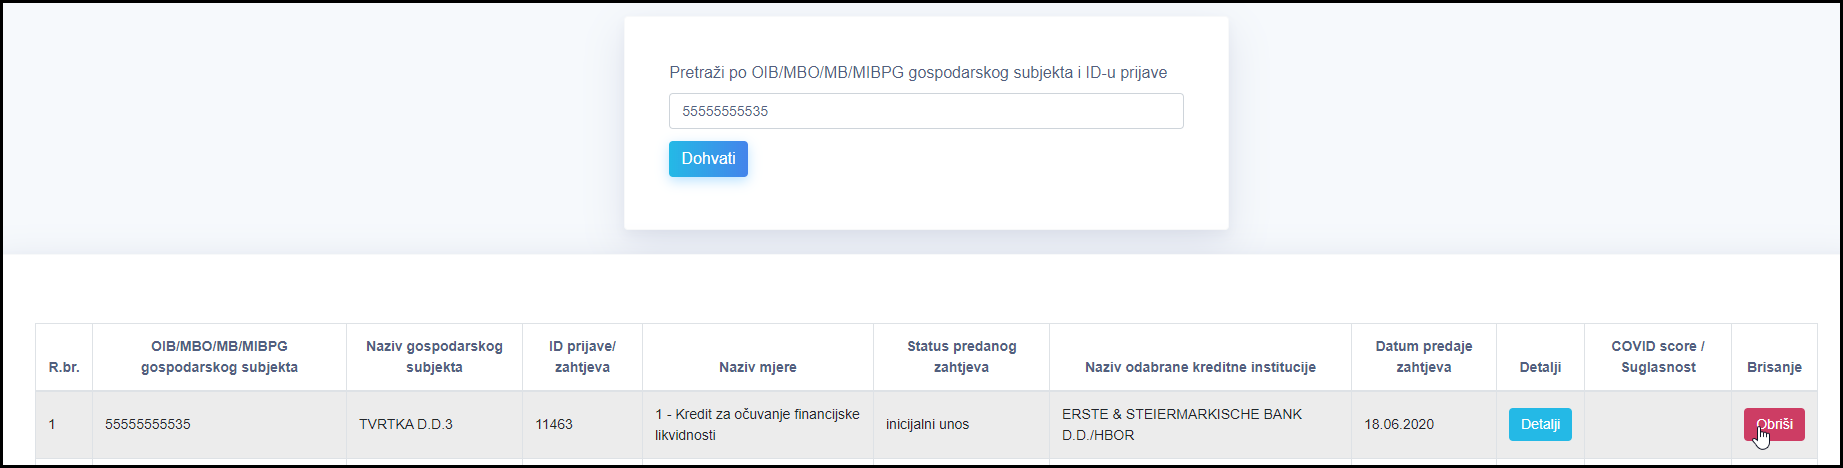 Pretraži po OIB/MBO/MB/MIBPG gospodarskog subjekta i ID-u prijave
55555555535
Dohvati
R.br.
OIB/MBO/MB/MIBPG
gospodarskog subjekta
Naziv gospodarskog
subjekta
ID prijave/
zahtjeva
Naziv mjere
Status predanog
zahtjeva
Naziv odabrane kreditne institucije
Datum predaje
zahtjeva
Detalji
COVID score /
Suglasnost
Brisanje
1
55555555535
TVRTKA D.D.3
11463
1 - Kredit za očuvanje financijske
likvidnosti
inicijalni unos
ERSTE & STEIERMARKISCHE BANK
D.D./HBOR
18.06.2020
Detalji
Obriši